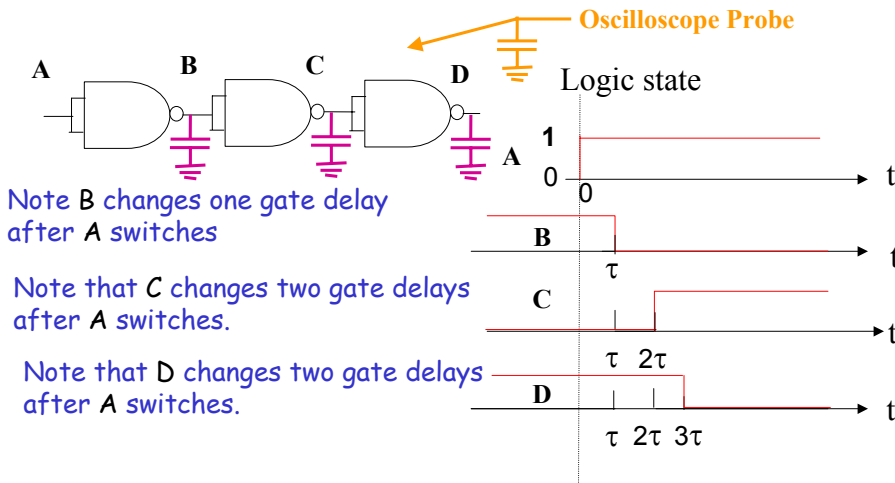 Oscilloscope Probe
A
B
C
D
Logic state
A
1
0
0
t
Note B changes one gate delay
after A switches
B
τ
t
Note that C changes two gate delays
after A switches.
C
τ 2τ
t
Note that D changes two gate delays
after A switches.
D
τ 2τ 3τ
t